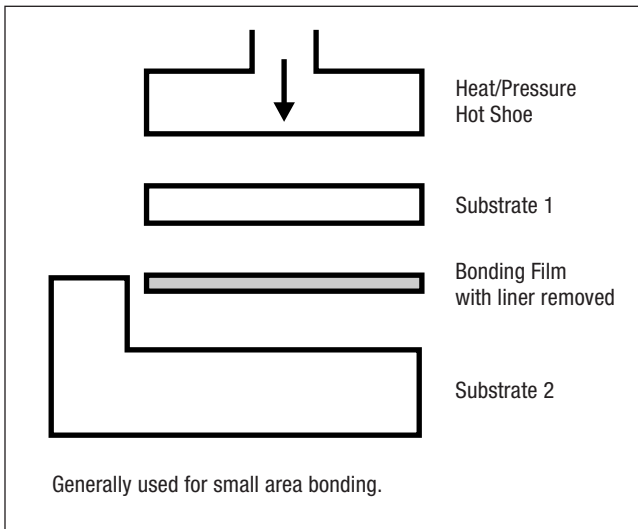 Heat/Pressure
Hot Shoe
Substrate 1
Bonding Film
with liner removed
Substrate 2
Generally used for small area bonding.